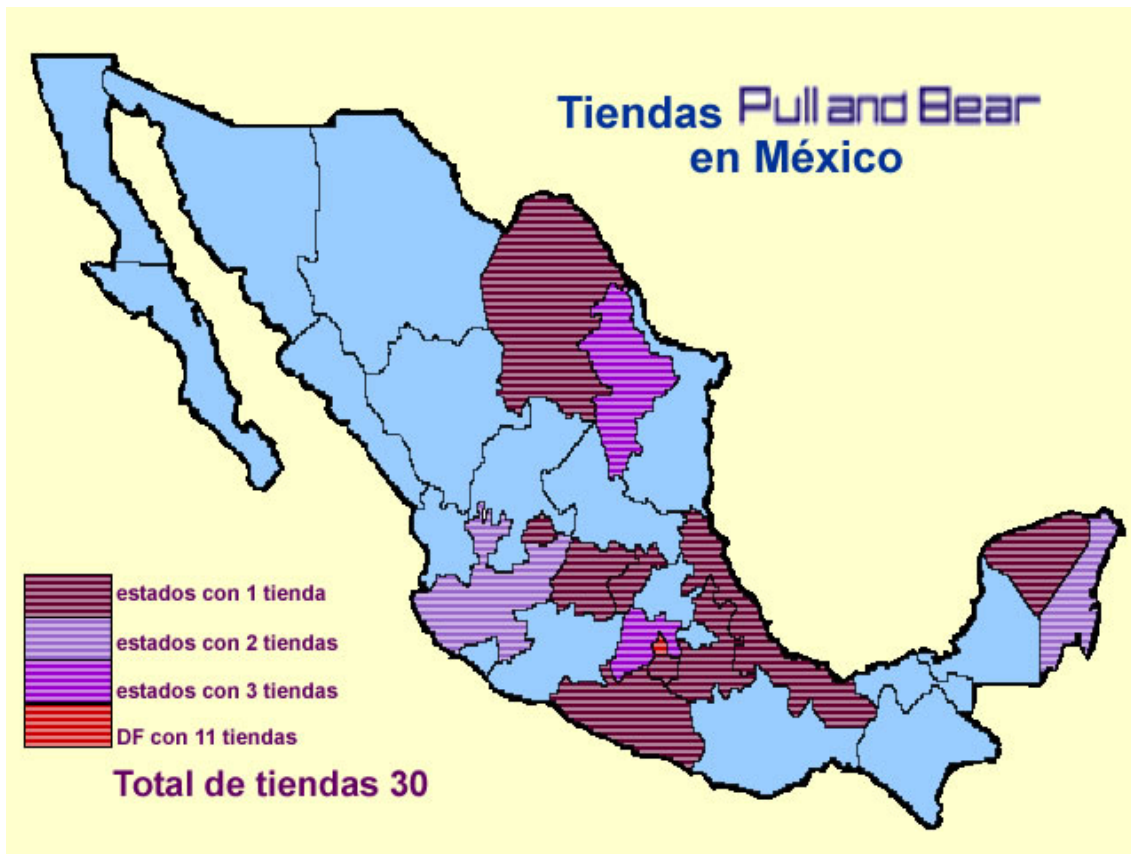 Tiendas Pull and Bear
en México
estados con 1 tienda
estados con 2 tiendas
estados con 3 tiendas
DF con 11 tiendas
Total de tiendas 30